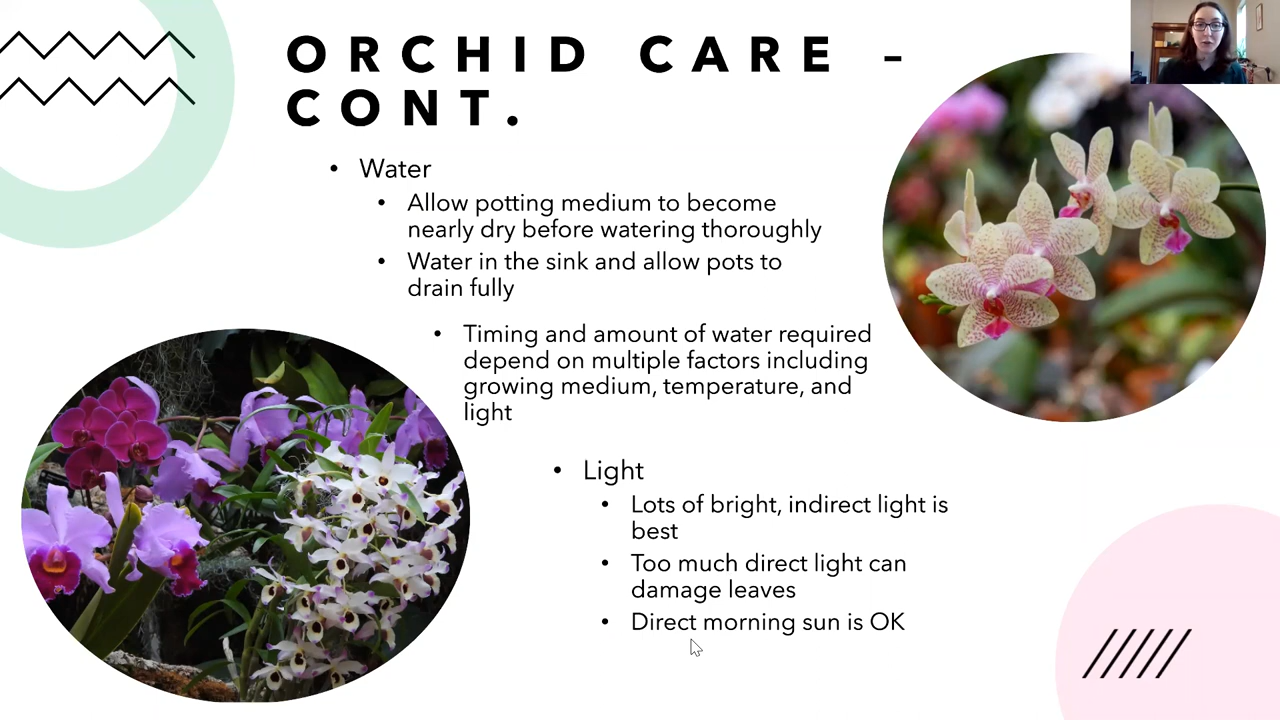 ORCHID CARE -
CONT.
• Water
• Allow potting medium to become
nearly dry before watering thoroughly
• Water in the sink and allow pots to
drain fully
• Timing and amount of water required
depend on multiple factors including
growing medium, temperature, and
light
• Light
• Lots of bright, indirect light is
best
• Too much direct light can
damage leaves
• Direct morning sun is OK